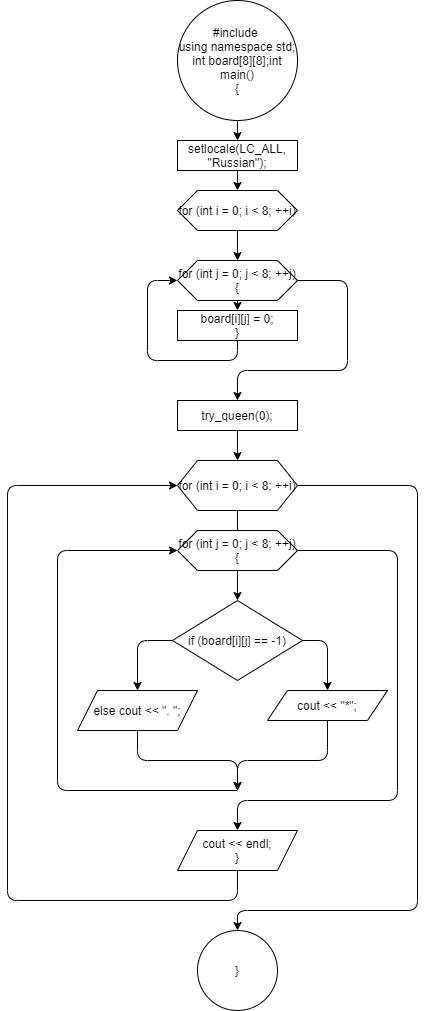 #include
using namespace std;
int board[8][8];int
main()
{
setlocale(LC_ALL,
"Russian");
for (int i = 0; i < 8; ++i)
for (int j = 0; j < 8; ++j)
{
board[i][j] = 0;
}
try_queen(0);
for (int i = 0; i < 8; ++i)
for (int j = 0; j < 8; ++j)
{
if (board[i][j] == -1)
else cout << ". ";
cout << "*";
cout << endl;
}
}